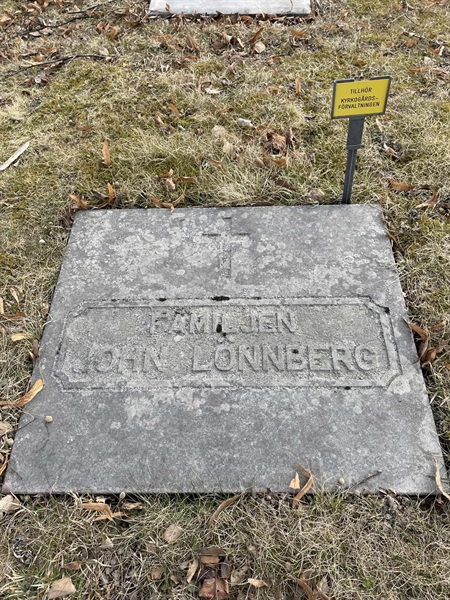 TILLHÖR
KYRKOGÅRDS-
FÖRVALTNINGEN
FAMILJEN
JOHN LÖNNBERG